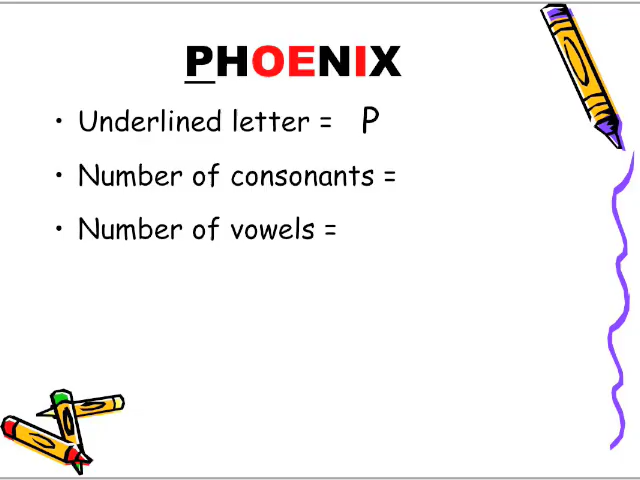 PHOENIX
• Underlined letter = P
• Number of consonants =
• Number of vowels =